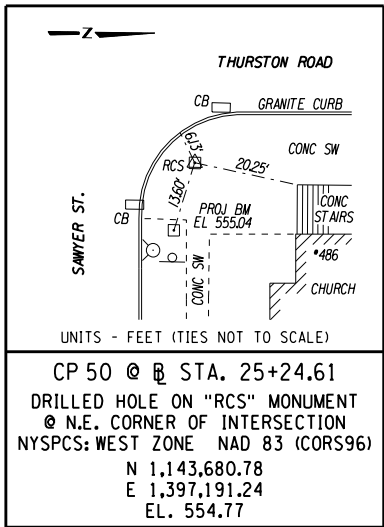 Z
THURSTON ROAD
CB
GRANITE CURB
6.13'
CONC SW
RCS
20.25'
13.60'
PROJ BM
EL 555.04
CONC
STAIRS
CB
SAWYER ST.
CONC SW
*486
CHURCH
UNITS - FEET (TIES NOT TO SCALE)
CP 50 @ BL STA. 25+24.61
DRILLED HOLE ON "RCS" MONUMENT
@ N.E. CORNER OF INTERSECTION
NYSPCS: WEST ZONE NAD 83 (CORS96)
N 1,143,680.78
E 1,397,191.24
EL. 554.77